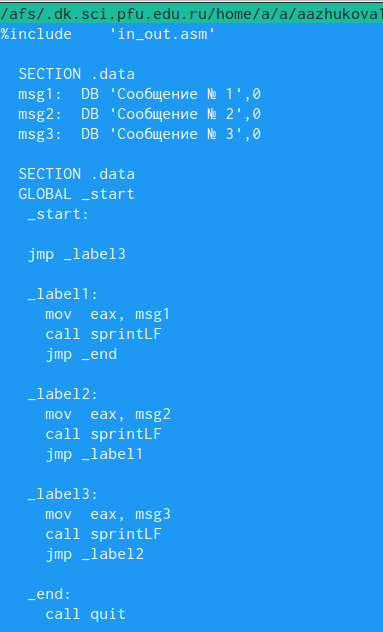 /afs/.dk.sci.pfu.edu.ru/home/a/a/aazhukova1
%include    'in_out.asm'
SECTION .data
msg1:  DB 'Сообщение № 1',0
msg2:  DB 'Сообщение № 2',0
msg3:  DB 'Сообщение № 3',0
SECTION .data
GLOBAL _start
_start:
jmp _label3
_label1:
mov  eax, msg1
call sprintLF
jmp _end
_label2:
mov  eax, msg2
call sprintLF
jmp _label1
_label3:
mov  eax, msg3
call sprintLF
jmp _label2
_end:
call quit